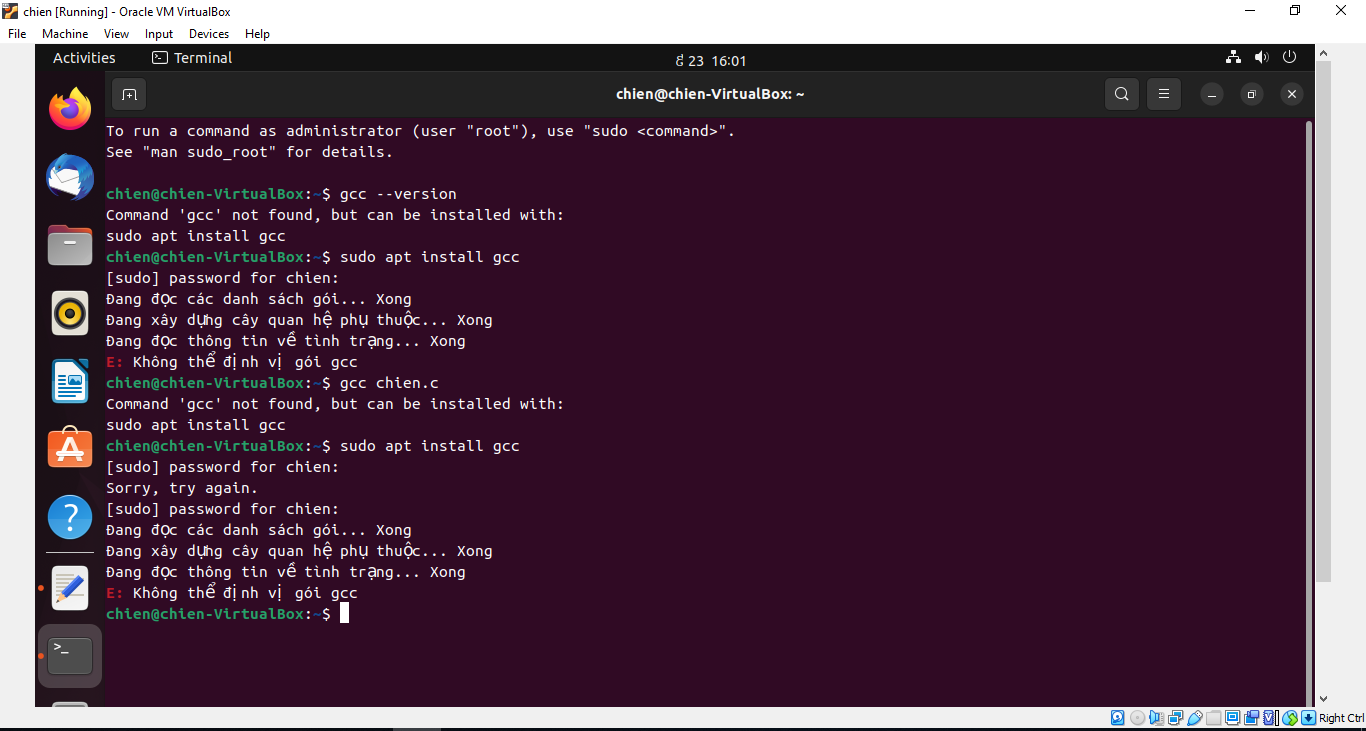 chien [Running] - Oracle VM VirtualBox
File Machine View Input Devices Help
Activities Terminal
23 16:01
chien@chien-VirtualBox: ~
To run a command as administrator (user "root"), use "sudo <command>".
See "man sudo_root" for details.
chien@chien-VirtualBox:~$ gcc --version
Command 'gcc' not found, but can be installed with:
sudo apt install gcc
chien@chien-VirtualBox:~$ sudo apt install gcc
[sudo] password for chien:
Đang đọc các danh sách gói... Xong
Đang xây dựng cây quan hệ phụ thuộc... Xong
Đang đọc thông tin về tình trạng... Xong
E: Không thể định vị gói gcc
chien@chien-VirtualBox:~$ gcc chien.c
Command 'gcc' not found, but can be installed with:
sudo apt install gcc
chien@chien-VirtualBox:~$ sudo apt install gcc
[sudo] password for chien:
Sorry, try again.
[sudo] password for chien:
Đang đọc các danh sách gói... Xong
Đang xây dựng cây quan hệ phụ thuộc... Xong
Đang đọc thông tin về tình trạng... Xong
E: Không thể định vị gói gcc
chien@chien-VirtualBox:~$
Right Ctrl